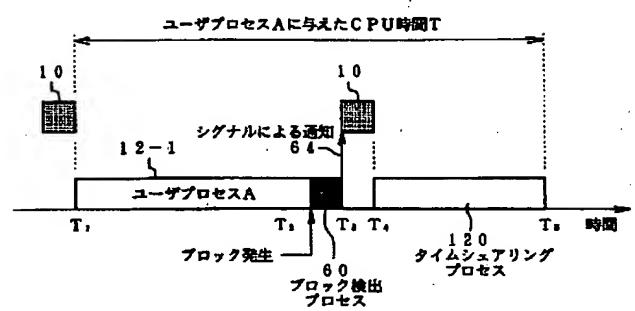 ユーザプロセスAに与えたCPU時間T
10
10
シグナルによる通知
64
12-1
ユーザプロセスA
T₁
T₂
T₃
T₄
T₅
時間
ブロック発生
60
ブロック検出
プロセス
120
タイムシェアリング
プロセス